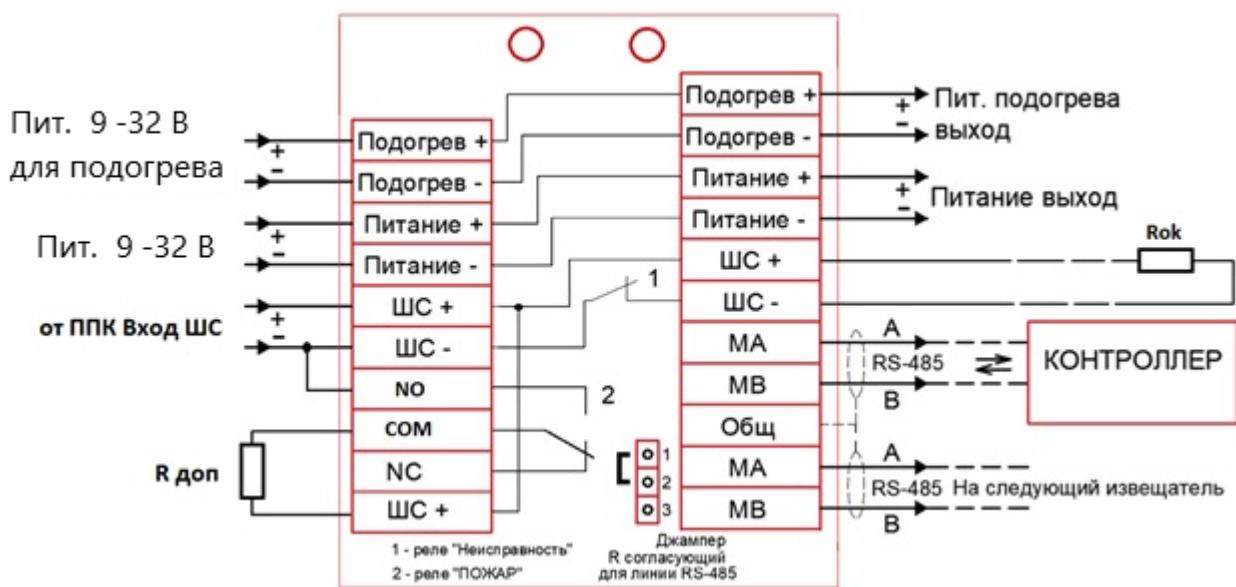 Пит. 9 -32 В
для подогрева
+
−
Пит. 9 -32 В
+
−
от ППК Вход ШС
+
−
R доп
Подогрев +
Подогрев -
Питание +
Питание -
ШС +
ШС -
NO
COM
NC
ШС +
1
2
1
2
3
1 - реле "Неисправность"
2 - реле "ПОЖАР"
Джампер
R согласующий
для линии RS-485
Подогрев +
Подогрев -
Питание +
Питание -
ШС +
ШС -
МА
МВ
Общ
МА
МВ
+
−
Пит. подогрева
выход
+
−
Питание выход
Rok
A
RS-485
B
КОНТРОЛЛЕР
A
RS-485 На следующий извещатель
B